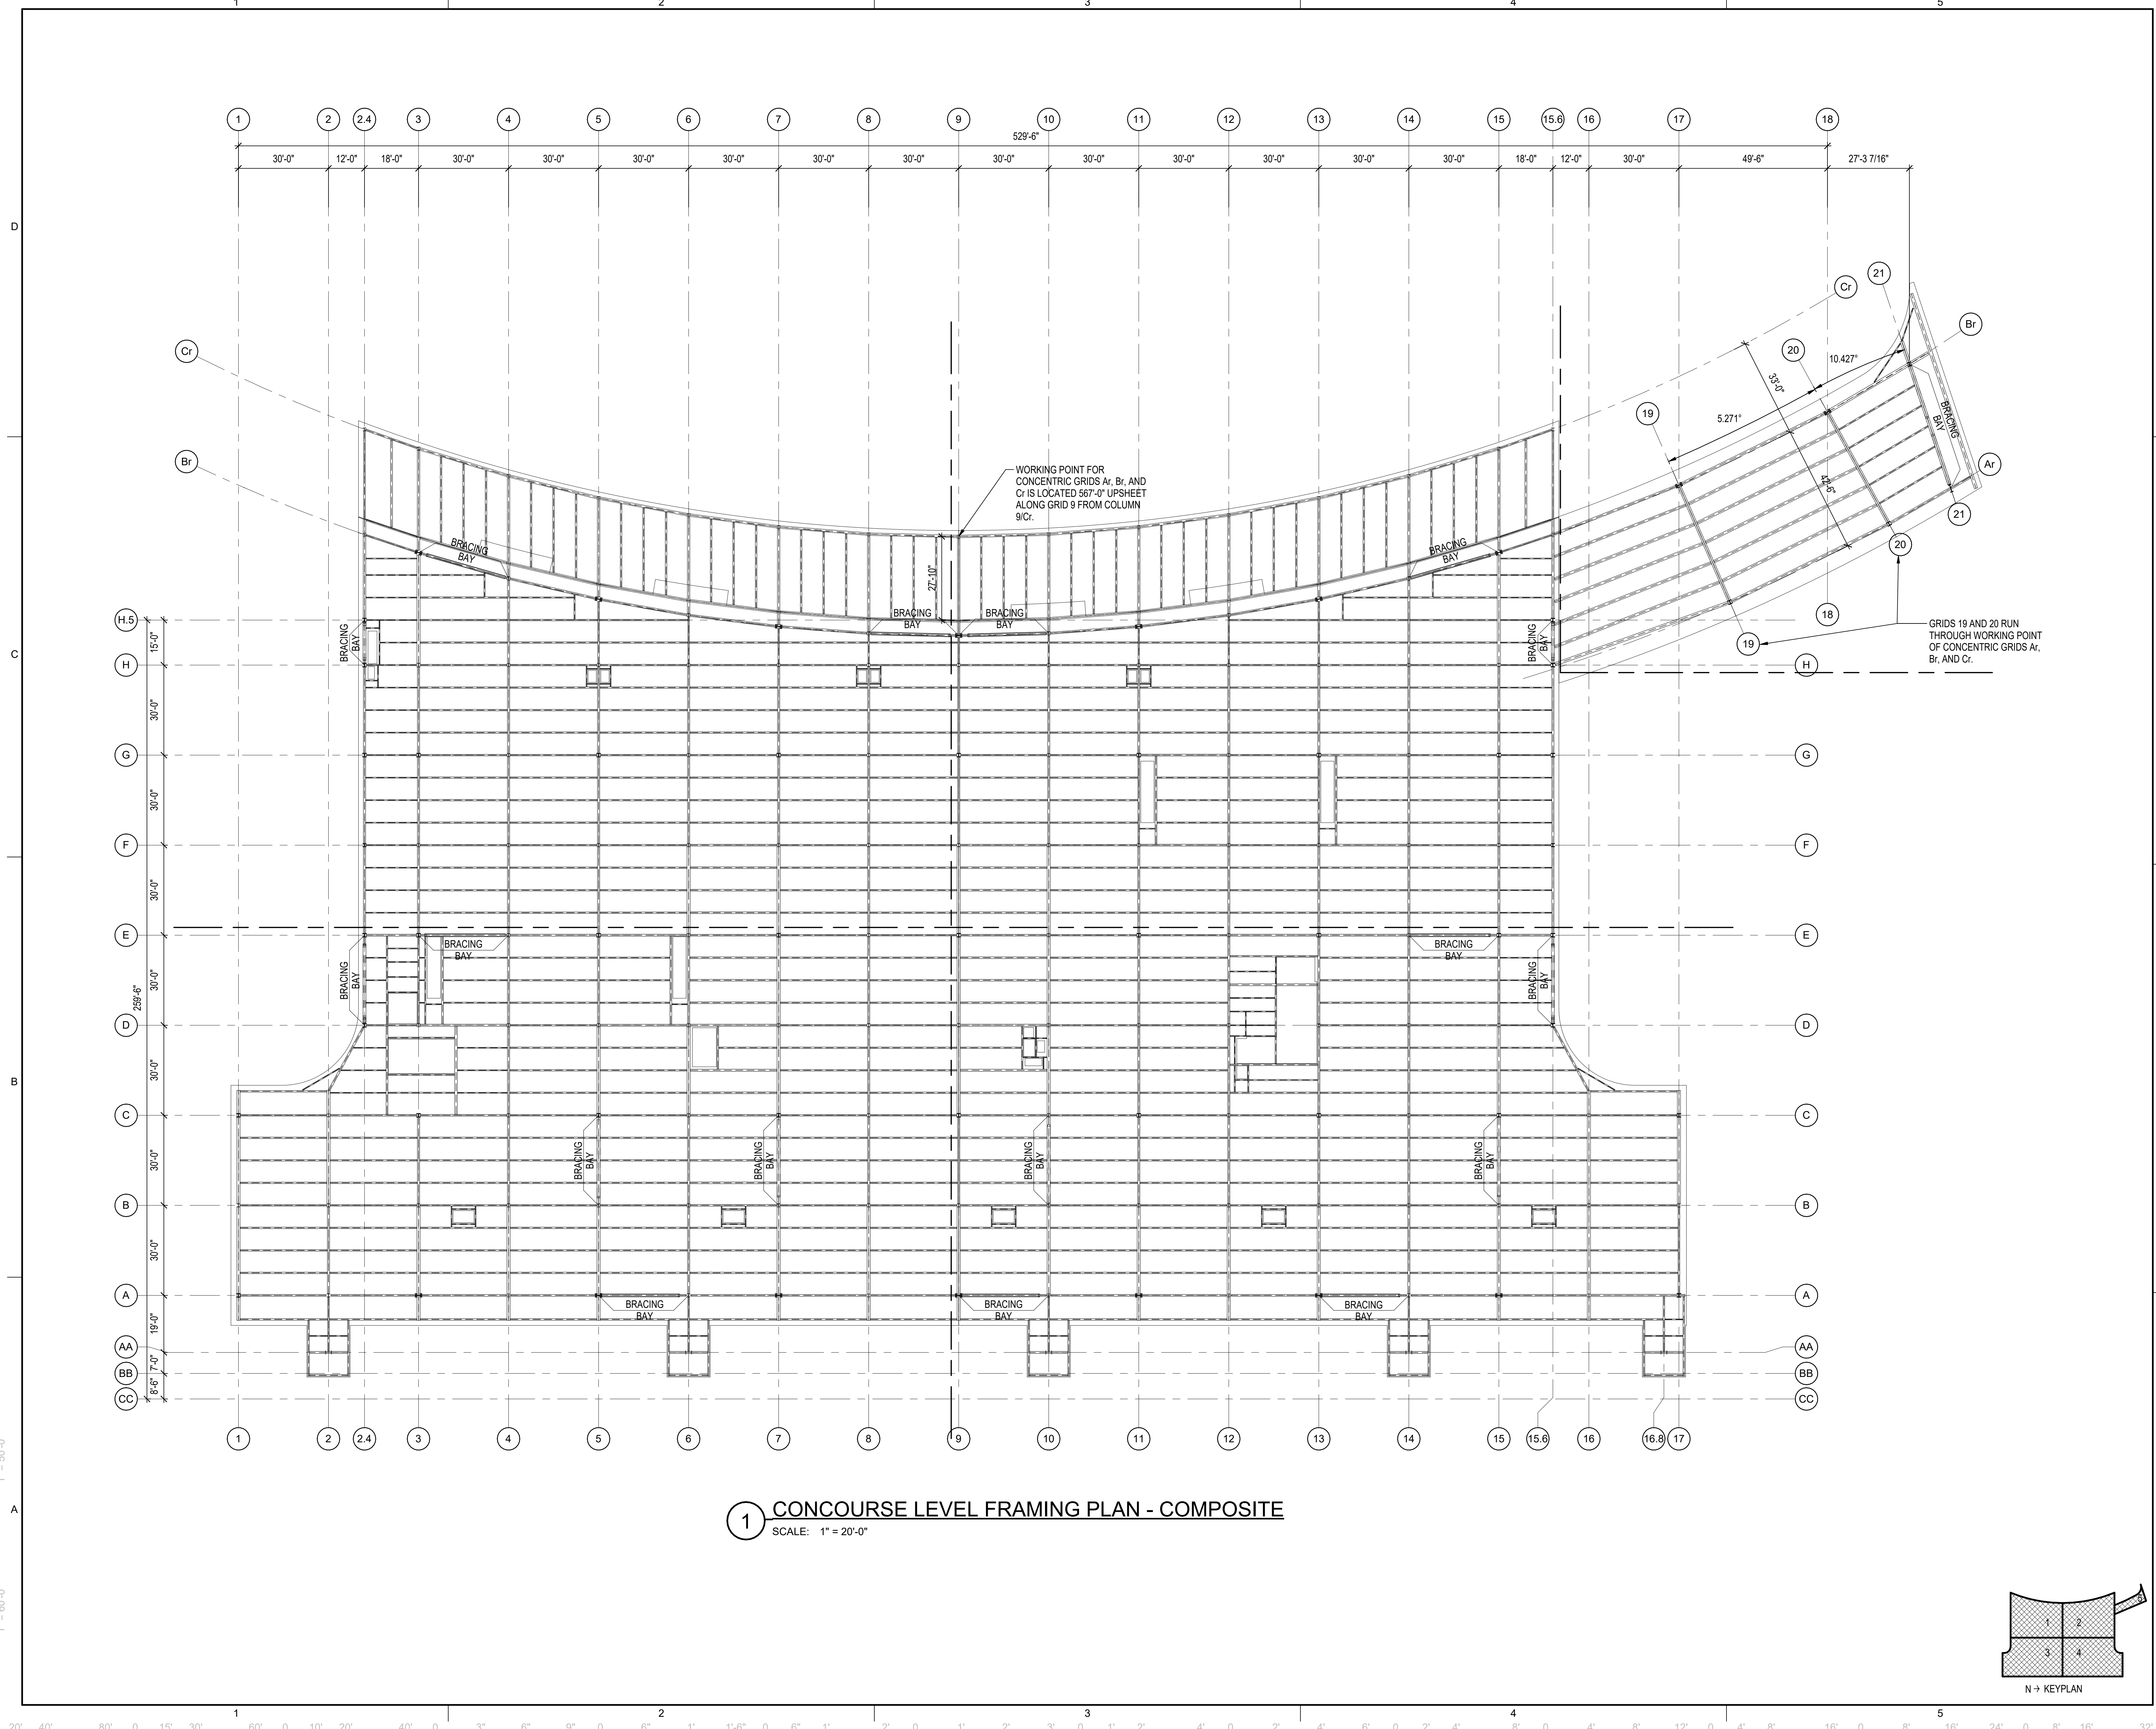 1 2 3 4 5
1 2 2.4 3 4 5 6 7 8 9 10 11 12 13 14 15 15.6 16 17 18
529'-6"
30'-0" 12'-0" 18'-0" 30'-0" 30'-0" 30'-0" 30'-0" 30'-0" 30'-0" 30'-0" 30'-0" 30'-0" 30'-0" 30'-0" 30'-0" 18'-0" 12'-0" 30'-0" 49'-6" 27'-3 7/16"
D
21
Cr
Br
Cr
20
10.427°
33'-0"
19
5.271°
BRACING
BAY
Br
Ar
42'-6"
21
20
18
19
WORKING POINT FOR
CONCENTRIC GRIDS Ar, Br, AND
Cr IS LOCATED 567'-0" UPSHEET
ALONG GRID 9 FROM COLUMN
9/Cr.
GRIDS 19 AND 20 RUN
THROUGH WORKING POINT
OF CONCENTRIC GRIDS Ar,
Br, AND Cr.
BRACING
BAY
BRACING
BAY
27'-10"
BRACING
BAY
BRACING
BAY
H.5
15'-0"
BRACING
BAY
BRACING
BAY
C
H
H
30'-0"
G
G
30'-0"
F
F
30'-0"
E
E
BRACING
BAY
BRACING
BAY
BRACING
BAY
BRACING
BAY
259'-6"
30'-0"
D
D
30'-0"
B
C
C
30'-0"
BRACING
BAY
BRACING
BAY
BRACING
BAY
BRACING
BAY
B
B
30'-0"
A
A
BRACING
BAY
BRACING
BAY
BRACING
BAY
19'-0"
AA
AA
7'-0"
BB
BB
8'-6"
CC
CC
1 2 2.4 3 4 5 6 7 8 9 10 11 12 13 14 15 15.6 16 16.8 17
A
1
CONCOURSE LEVEL FRAMING PLAN - COMPOSITE
SCALE: 1" = 20'-0"
1 2
3 4
N → KEYPLAN
1 2 3 4 5